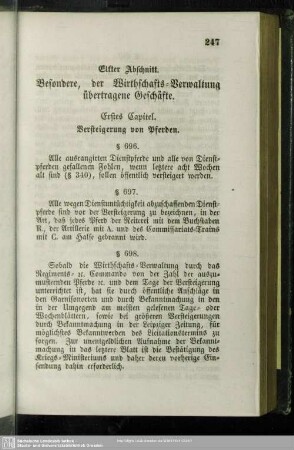 247
Elfter Abschnitt.
Besondere, der Wirthschafts-Verwaltung
übertragene Geschäfte.
Erstes Capitel.
Versteigerung von Pferden.
§ 696.
Alle ausrangirten Dienstpferde und alle von Dienst-
pferden gefallenen Fohlen, wenn letztere acht Wochen
alt sind (§ 340), sollen öffentlich versteigert werden.
§ 697.
Alle wegen Dienstuntüchtigkeit abzuschaffenden Dienst-
pferde sind vor der Versteigerung zu bezeichnen, in der
Art, das jedes Pferd der Reiterei mit dem Buchstaben
R, der Artillerie mit A. und des Commissariats-Trains
mit C. am Halse gebrannt wird.
§ 698.
Sobald die Wirthschafts-Verwaltung durch das
Regiments- ꝛc. Commando von der Zahl der auszu-
musternden Pferde ꝛc. und dem Tage der Versteigerung
unterrichtet ist, hat sie durch öffentliche Anschläge in
den Garnisonorten und durch Bekanntmachung in den
in der Umgegend am meisten gelesenen Tage- oder
Wochenblättern, sowie bei größeren Versteigerungen
durch Bekanntmachung in der Leipziger Zeitung, für
möglichstes Bekanntwerden des Licitationstermins zu
sorgen. Zur unentgeldlichen Aufnahme der Bekannt-
machung in das letztere Blatt ist die Bestätigung des
Kriegs-Ministeriums und daher deren vorherige Ein-
sendung dahin erforderlich.